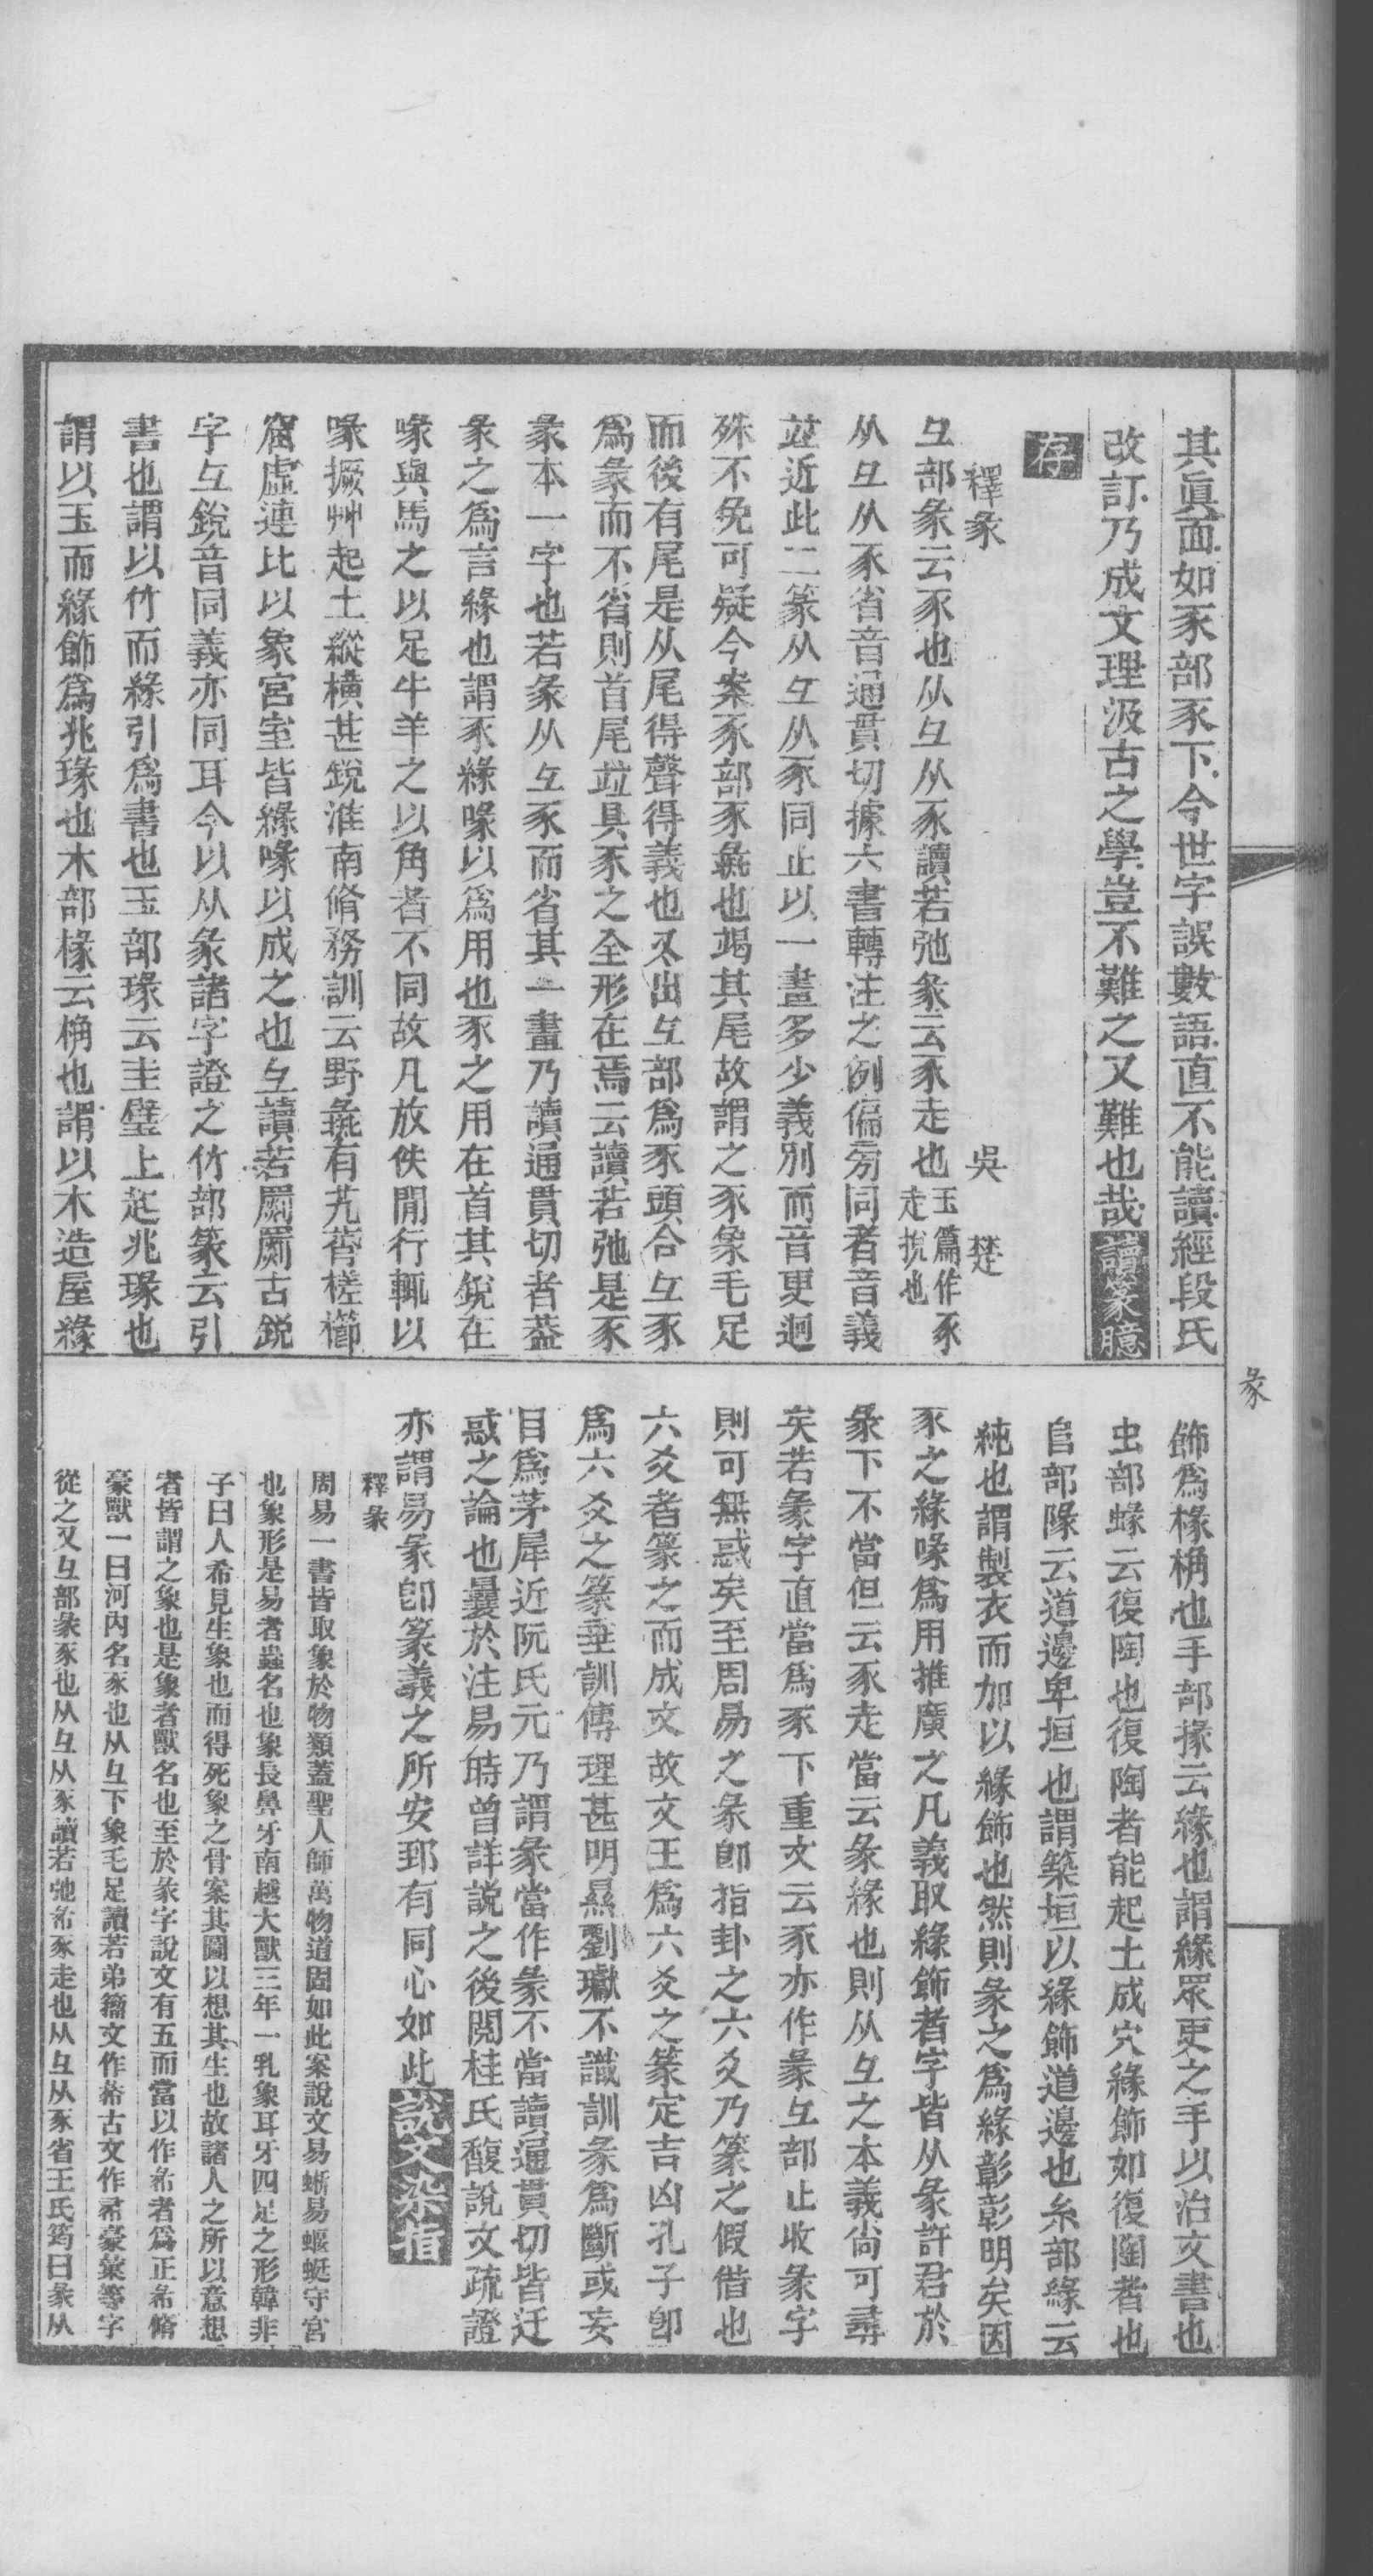 其眞面如豕部豕下今世字誤數語直不能讀經段氏
改訂乃成文理汲古之學豈不難之又難也哉讀篆臆
存
釋彖　吳楚
彑部彖云豕也从彑从豕讀若弛彖云豕走也玉篇作豕走挩也
从彑从豕省音通貫切據六書轉注之例偏旁同者音義
竝近此二篆从彑从豕同止以一畫多少義別而音更迥
殊不免可疑今案豕部豕彘也竭其尾故謂之豕象毛足
而後有尾是从尾得聲得義也又出彑部爲豕頭合彑豕
爲彖而不省則首尾竝具豕之全形在焉云讀若弛是豕
彖本一字也若彖从彑豕而省其一畫乃讀通貫切者葢
彖之爲言緣也謂豕緣喙以爲用也豕之用在首其銳在
喙與馬之以足牛羊之以角者不同故凡放佚閒行輒以
喙撅艸起土縱橫甚銳淮南脩務訓云野彘有艽莦槎櫛
窟虛連比以象宮室皆緣喙以成之也彑讀若罽罽古銳
字彑銳音同義亦同耳今以从彖諸字證之竹部篆云引
書也謂以竹而緣引爲書也玉部瑑云圭璧上起兆瑑也
謂以玉而緣飾爲兆瑑也木部椽云桷也謂以木造屋緣
飾爲椽桷也手部掾云緣也謂緣眾更之手以治文書也
虫部蝝云復陶也復陶者能起土成穴緣飾如復陶者也
𨸏部隊云道邊卑垣也謂築垣以緣飾道邊也糸部緣云
純也謂製衣而加以緣飾也然則彖之爲緣彰彰明矣因
豕之緣喙爲用推廣之凡義取緣飾者字皆从彖許君於
彖下不當但云豕走當云彖緣也則从彑之本義尙可尋
矣若彖字直當爲豕下重文云豕亦作彖彑部止收彖字
則可無惑矣至周易之彖卽指卦之六爻乃篆之假借也
六爻者篆之而成文故文王爲六爻之篆定吉凶孔子卽
爲六爻之篆垂訓傳理甚明㬎劉瓛不識訓彖爲斷或妄
目爲茅犀近阮氏元乃謂彖當作彖不當讀通貫切皆迂
惑之論也曩於注易時曾詳說之後閱桂氏馥說文疏證
亦謂易彖卽篆義之所安郅有同心如此說文染指
釋彖
周易一書皆取象於物類蓋聖人師萬物道固如此案說文易蜥易蝘蜓守宮
也象形是易者蟲名也象長鼻牙南越大獸三年一乳象耳牙四足之形韓非
子曰人希見生象也而得死象之骨案其圖以想其生也故諸人之所以意想
者皆謂之象也是象者獸名也至於彖字說文有五而當以作㣇者爲正㣇脩
豪獸一曰河內名豕也从彑下象毛足讀若弟籀文作㣇古文作㣇豪彙等字
從之又彑部彖豕也从彑从豕讀若弛㣇豕走也从彑从豕省王氏筠曰彖从
彖